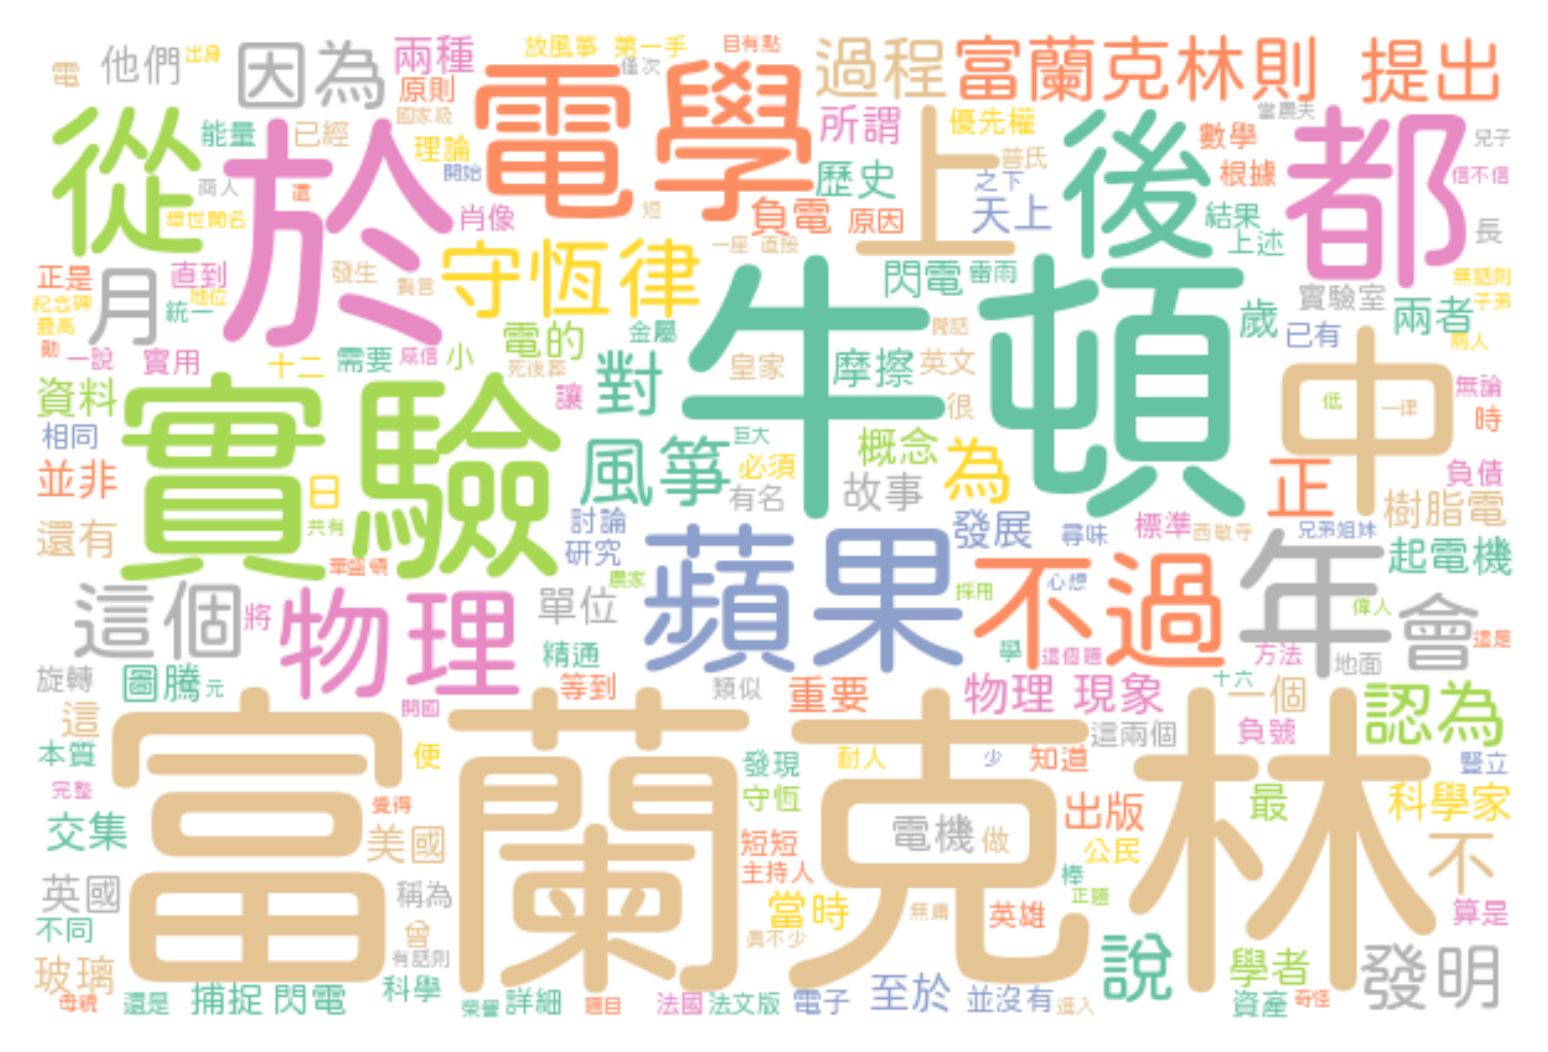 電 他們 出身 因為 兩種 放風箏 第一手 目有點 過程 富蘭克林則 提出
原則 僅次 國家級 當農夫
從 能量 已經 理論 電學 所謂 上 優先權 後 數學 都 兒子
商人 於 還 開始 歷史 普氏 之下 根據 信不信
舉世聞名 肖像 短 負電 原因 天上 結果 上述 長
正是 月 直到 發生 守恆律 一座 直接 閃電 雷雨 實驗室 無話則
紀念碑 統一 地位 歲 兩者 子弟
最高 電的 金屬 牛頓 已有 兩人
勛 一說 實用 十二 需要 威信 小 死後葬 對 皇家 摩擦 英文 中
資料 實驗 讓 很 低 一律 無論
相同 風箏 巨大 概念 時
並非 日 必須 故事 為 正 負債
共有 有名 樹脂電
還有 討論 蘋果 發展 尋味 標準 西敏寺 兄弟姐妹
華盛頓 研究 不過 年 起電機
這個 將 物理 農家 單位 採用 心想 偉人 會
精通 學 這個題 方法 地面 這是
旋轉 圖騰 元 等到 類似 重要 物理 現象 十六 一個 認為
這 開國 這兩個 負號
本質 富蘭克林 便 發現 耐人 少 知道 豎立
完整 覺得 守恆 出版 最 科學家
交集 美國 短短 電機 做 公民 不
英國 稱為 主持人 棒 正題
不同 曾 當時 無庸 英雄 算是
玻璃 有話則 真不少 說 學者 發明
還是 捕捉 閃電 科學 榮譽 詳細 題目 法國 法文版 電子 至於 並沒有 進入 資產 奇怪